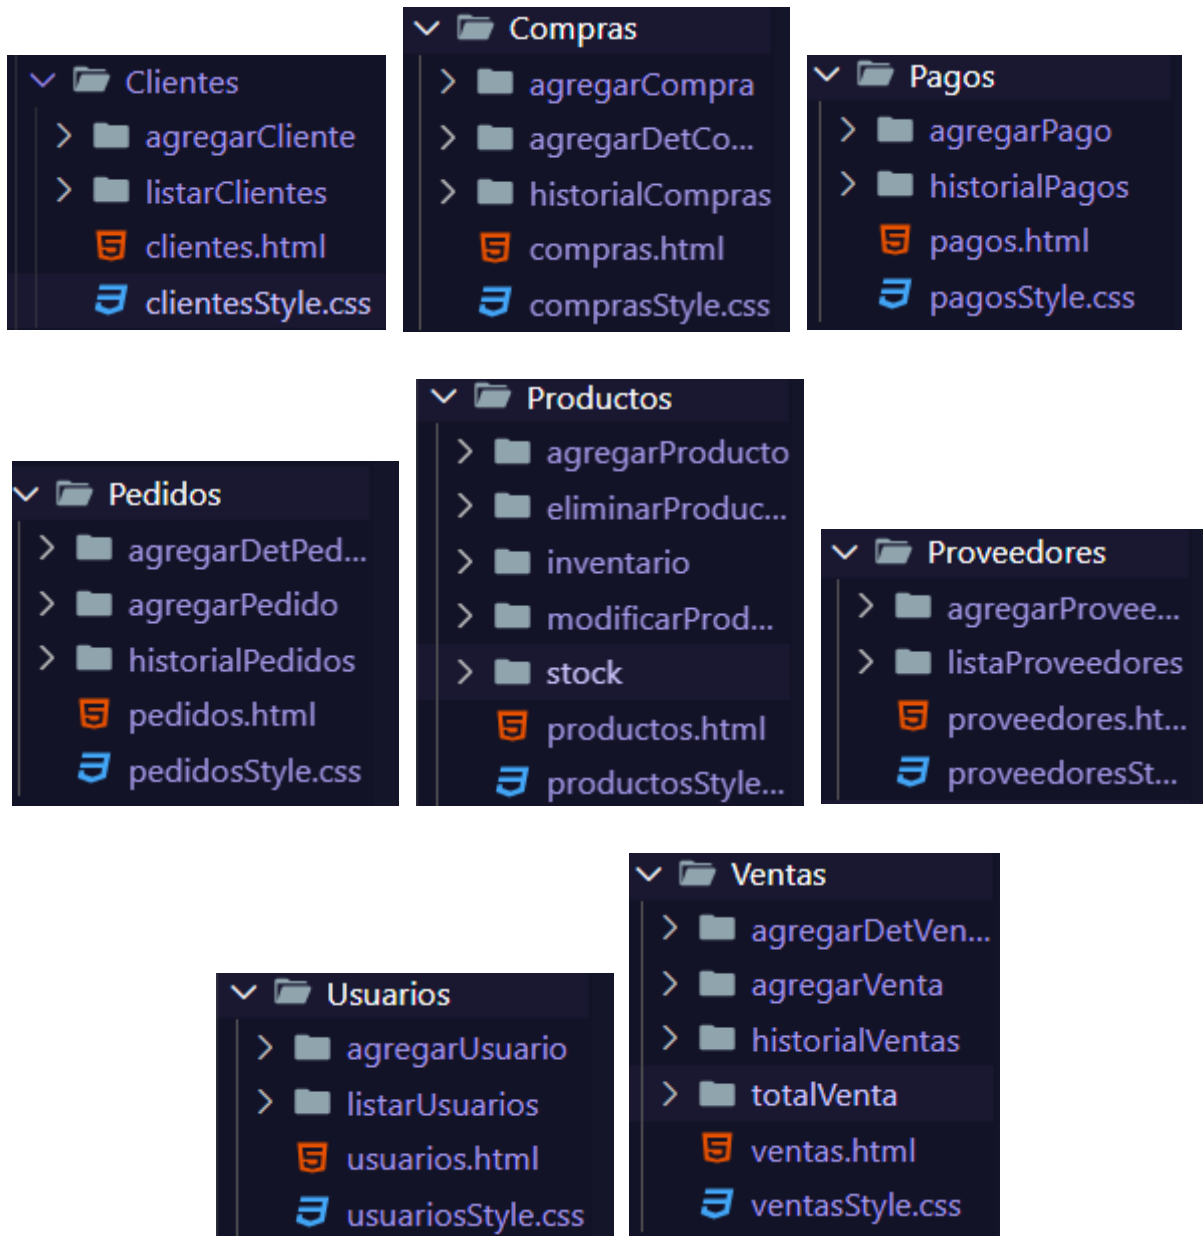 Clientes
agregarCliente
listarClientes
clientes.html
clientesStyle.css
Compras
agregarCompra
agregarDetCo...
historialCompras
compras.html
comprasStyle.css
Pagos
agregarPago
historialPagos
pagos.html
pagosStyle.css
Pedidos
agregarDetPed...
agregarPedido
historialPedidos
pedidos.html
pedidosStyle.css
Productos
agregarProducto
eliminarProduc...
inventario
modificarProd...
stock
productos.html
productosStyle...
Proveedores
agregarProvee...
listaProveedores
proveedores.ht...
proveedoresSt...
Usuarios
agregarUsuario
listarUsuarios
usuarios.html
usuariosStyle.css
Ventas
agregarDetVen...
agregarVenta
historialVentas
totalVenta
ventas.html
ventasStyle.css